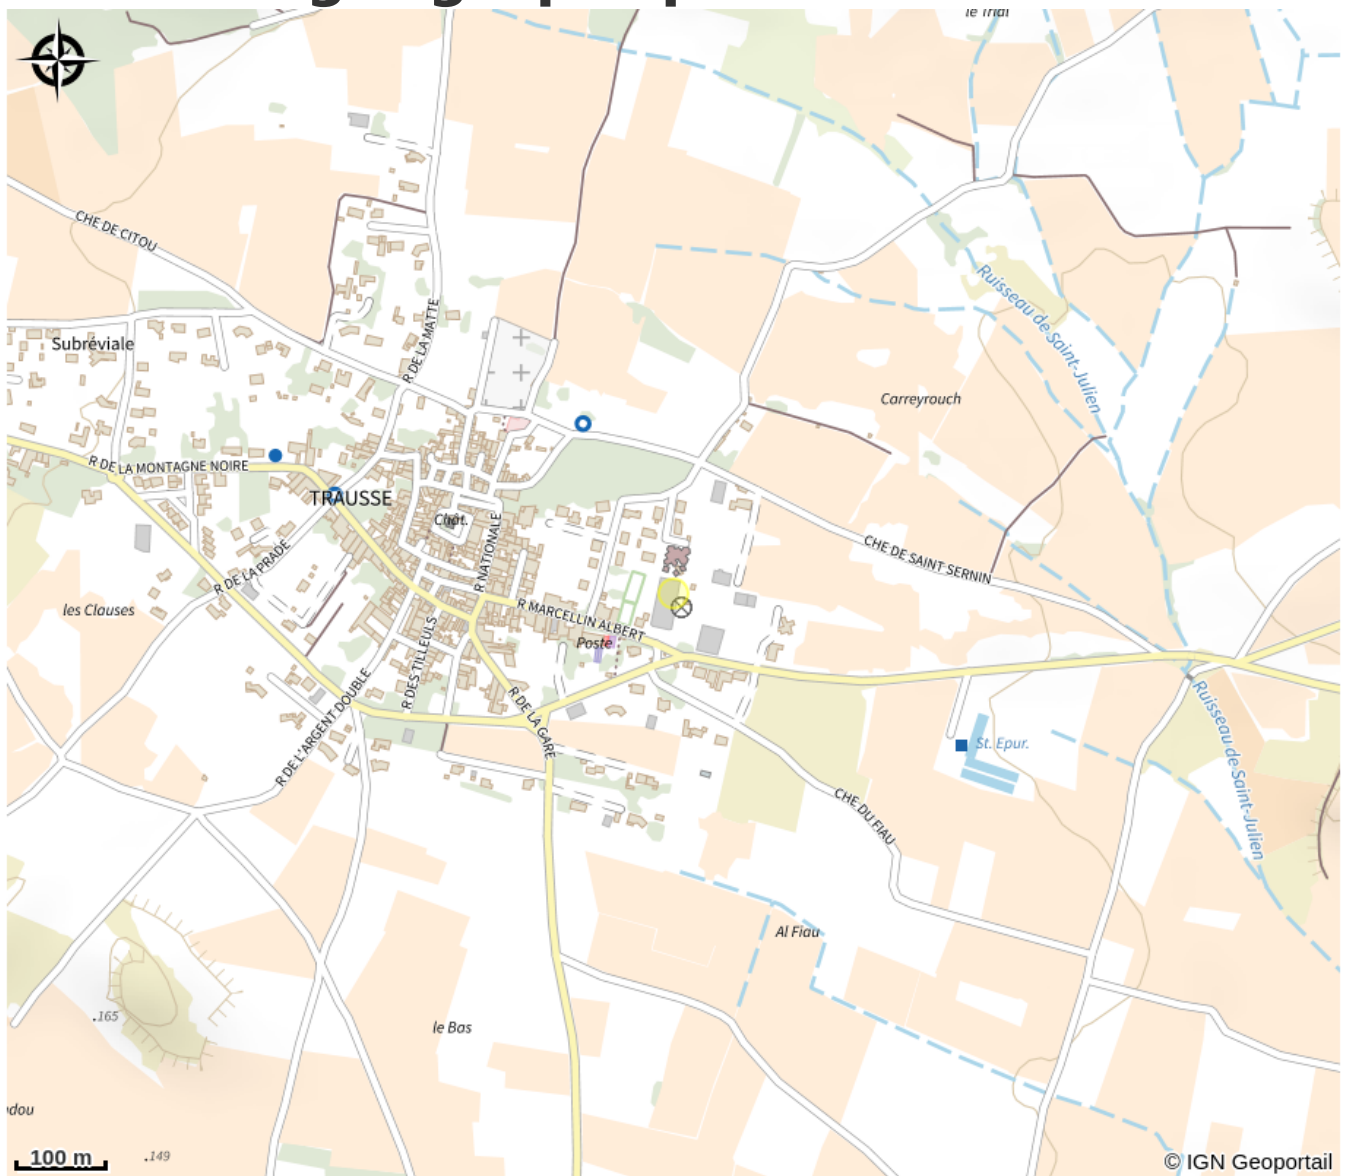 le Trial
CHE DE CITOU
R DE LA MATTE
Ruisseau de Saint-Julien
Subréviale
Carreyrouch
R DE LA MONTAGNE NOIRE
TRAUSSE
Chât.
R NATIONALE
CHE DE SAINT SERNIN
R DE LA PRADE
les Clauses
R MARCELLIN ALBERT
Poste
R DES TILLEULS
R DE L'ARGENT DOUBLE
R DE LA GARE
St. Epur.
Ruisseau de Saint-Julien
CHE DU FIAU
Al Fiau
.165
le Bas
.149
100 m
© IGN Geoportail